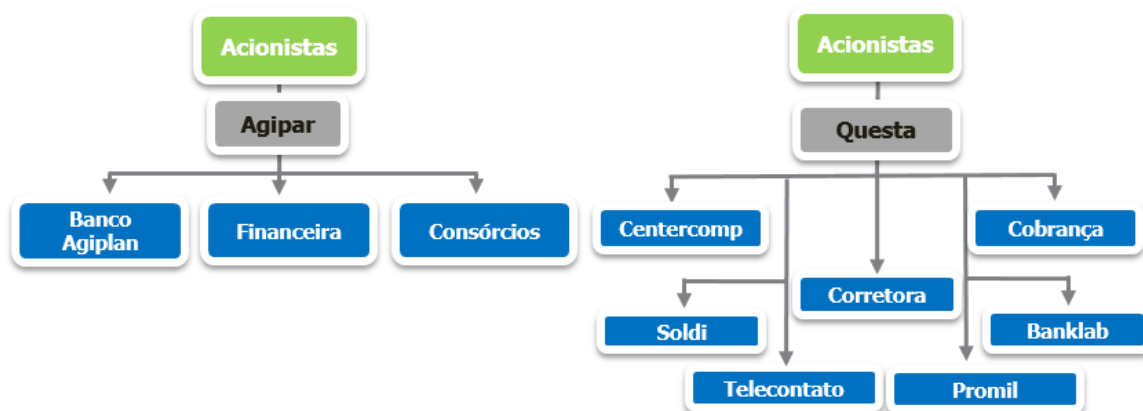 Acionistas
Agipar
Banco
Agiplan
Financeira
Consórcios
Acionistas
Questa
Centercomp
Cobrança
Corretora
Soldi
Banklab
Telecontato
Promil